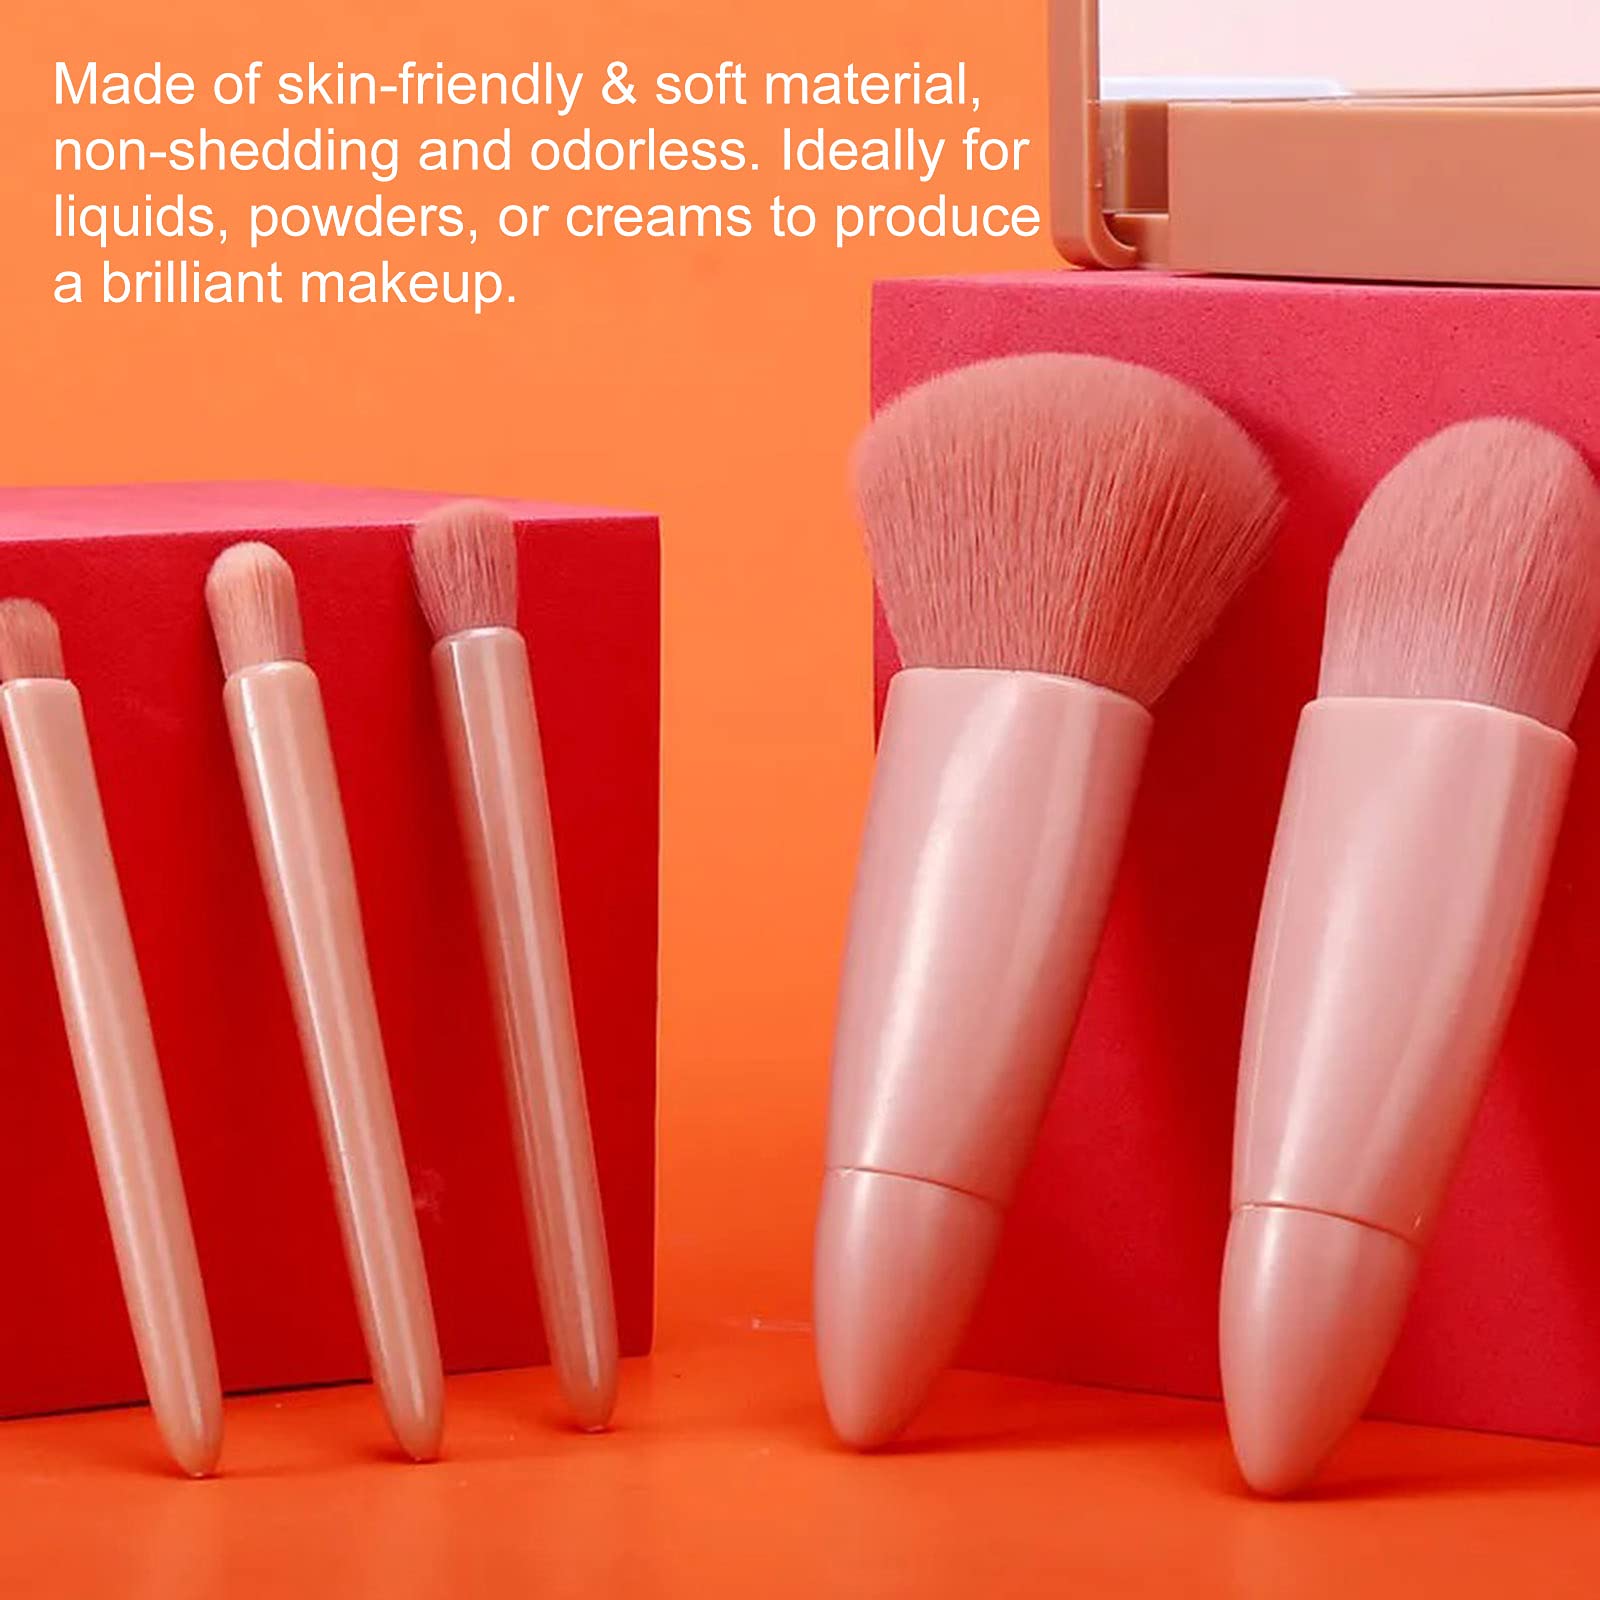 Made of skin-friendly & soft material,
non-shedding and odorless. Ideally for
liquids, powders, or creams to produce
a brilliant makeup.